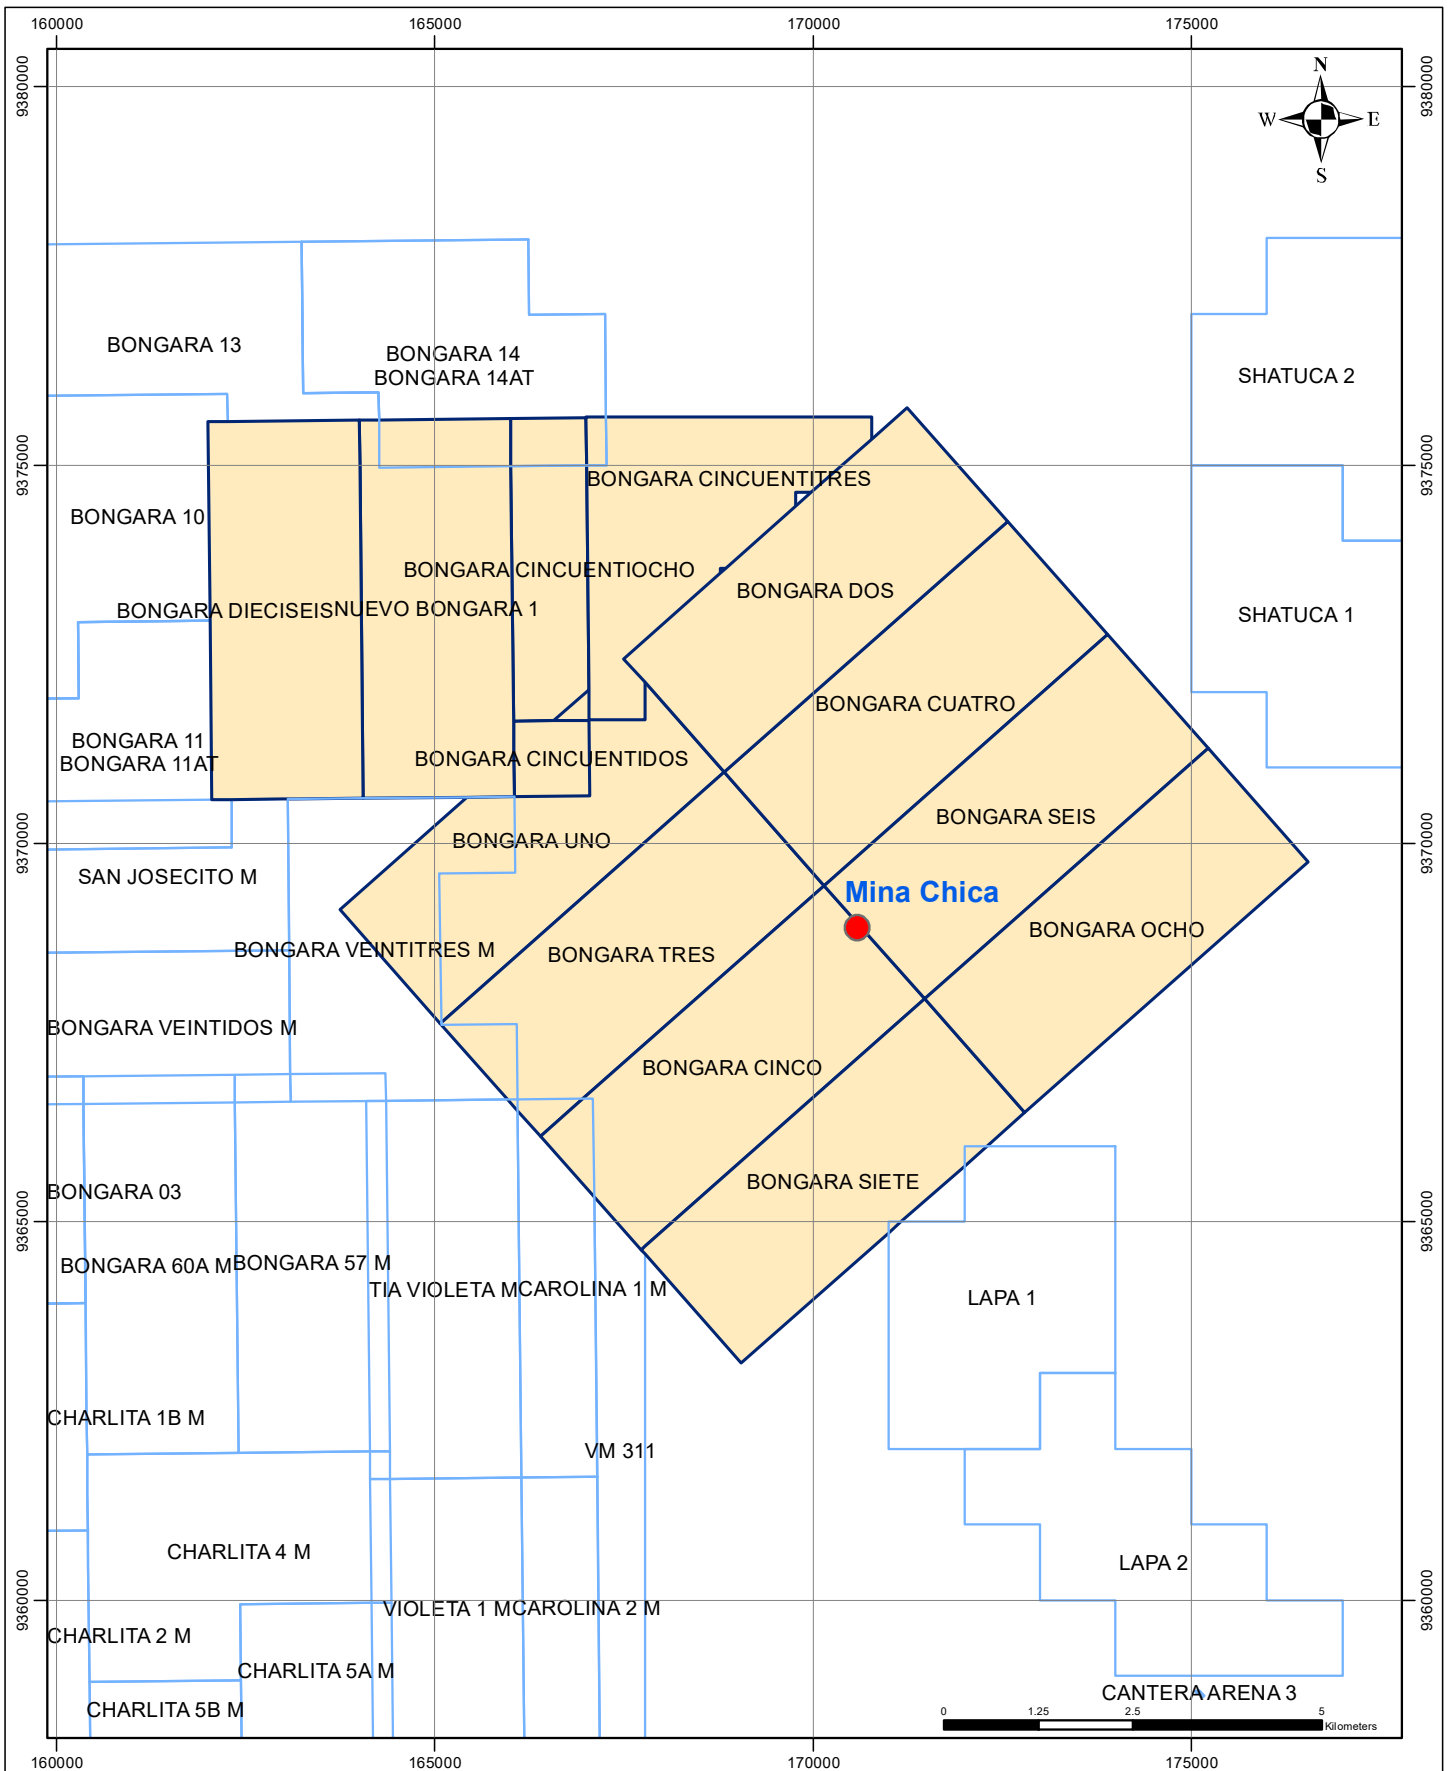 160000
165000
170000
175000
9380000
9380000
N
W
E
S
BONGARA 13
BONGARA 14
BONGARA 14AT
SHATUCA 2
9375000
9375000
BONGARA CINCUENTITRES
BONGARA 10
BONGARA CINCUENTIOCHO
BONGARA DOS
BONGARA DIECISEIS
NUEVO BONGARA 1
SHATUCA 1
BONGARA CUATRO
BONGARA 11
BONGARA 11AT
BONGARA CINCUENTIDOS
BONGARA SEIS
9370000
9370000
BONGARA UNO
SAN JOSECITO M
Mina Chica
BONGARA OCHO
BONGARA VEINTITRES M
BONGARA TRES
BONGARA VEINTIDOS M
BONGARA CINCO
BONGARA SIETE
BONGARA 03
9365000
9365000
BONGARA 60A M
BONGARA 57 M
TIA VIOLETA M
CAROLINA 1 M
LAPA 1
CHARLITA 1B M
VM 311
CHARLITA 4 M
LAPA 2
9360000
9360000
VIOLETA 1 M
CAROLINA 2 M
CHARLITA 2 M
CHARLITA 5A M
CANTERA ARENA 3
CHARLITA 5B M
0
1.25
2.5
5
Kilometers
160000
165000
170000
175000